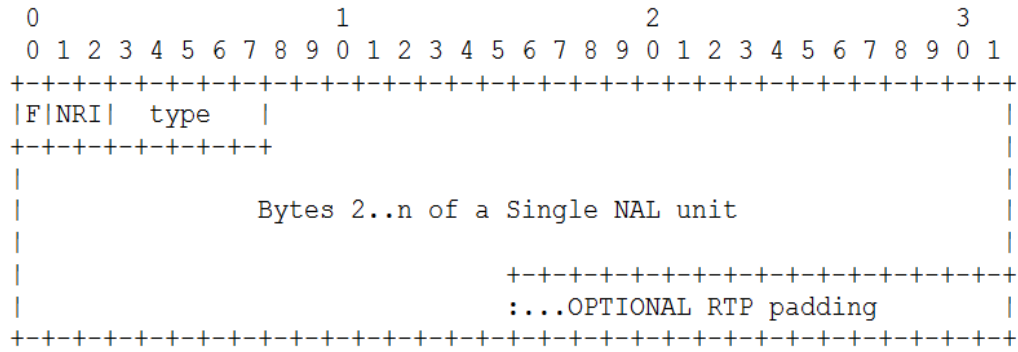 0                   1                   2                   3
 0 1 2 3 4 5 6 7 8 9 0 1 2 3 4 5 6 7 8 9 0 1 2 3 4 5 6 7 8 9 0 1
+-+-+-+-+-+-+-+-+-+-+-+-+-+-+-+-+-+-+-+-+-+-+-+-+-+-+-+-+-+-+-+-+
|F|NRI|  type   |                                               |
+-+-+-+-+-+-+-+-+                                               |
|                                                               |
|               Bytes 2..n of a Single NAL unit                 |
|                                                               |
|                               +-+-+-+-+-+-+-+-+-+-+-+-+-+-+-+-+
|                               :...OPTIONAL RTP padding        |
+-+-+-+-+-+-+-+-+-+-+-+-+-+-+-+-+-+-+-+-+-+-+-+-+-+-+-+-+-+-+-+-+